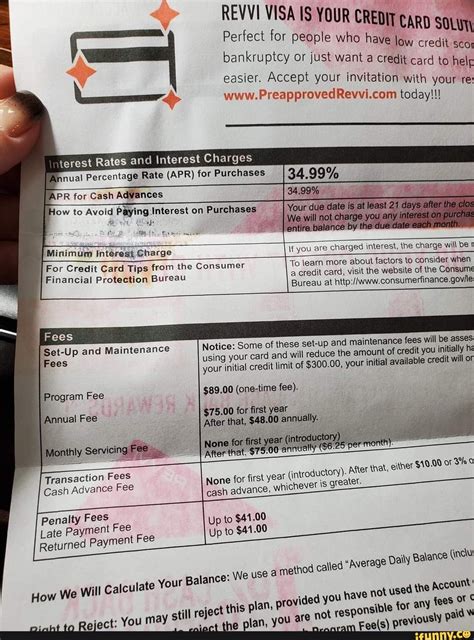 REVVI VISA IS YOUR CREDIT CARD SOLUTI
Perfect for people who have low credit scor
bankruptcy or just want a credit card to help
easier. Accept your invitation with your res
www.PreapprovedRevvi.com today!!!
Interest Rates and Interest Charges
Annual Percentage Rate (APR) for Purchases
34.99%
APR for Cash Advances
34.99%
How to Avoid Paying Interest on Purchases
Your due date is at least 21 days after the clos
We will not charge you any interest on purchas
entire balance by the due date each month.
Minimum Interest Charge
If you are charged interest, the charge will be
For Credit Card Tips from the Consumer
Financial Protection Bureau
To learn more about factors to consider when
a credit card, visit the website of the Consume
Bureau at http://www.consumerfinance.gov/le
Fees
Set-Up and Maintenance
Fees
Notice: Some of these set-up and maintenance fees will be asses
using your card and will reduce the amount of credit you initially ha
your initial credit limit of $300.00, your initial available credit will
Program Fee
$89.00 (one-time fee).
Annual Fee
$75.00 for first year
After that, $48.00 annually.
Monthly Servicing Fee
None for first year (introductory)
After that, $75.00 annually ($6.25 per month).
Transaction Fees
Cash Advance Fee
None for first year (introductory). After that, either $10.00 or 3%
cash advance, whichever is greater.
Penalty Fees
Late Payment Fee
Returned Payment Fee
Up to $41.00
Up to $41.00
How We Will Calculate Your Balance: We use a method called "Average Daily Balance (inclu
Right to Reject: You may still reject this plan, provided you have not used the Account
reject the plan, you are not responsible for any fees or
Program Fee(s) previously paid
ifunny.co